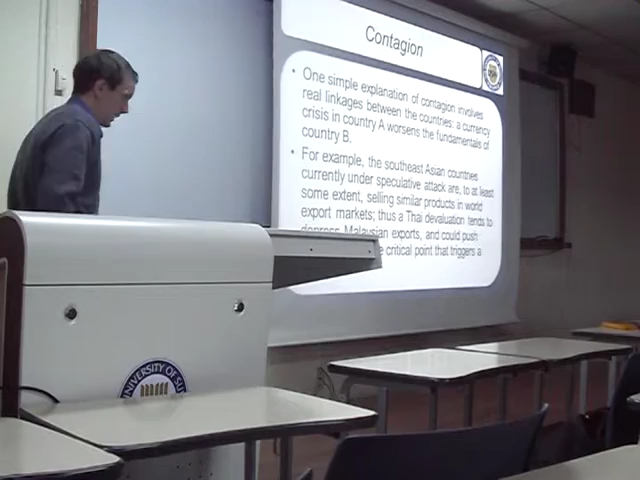 Contagion
• One simple explanation of contagion involves
real linkages between the countries: a currency
crisis in country A worsens the fundamentals of
country B.
• For example, the southeast Asian countries
currently under speculative attack are, to at least
some extent, selling similar products in world
export markets; thus a Thai devaluation tends to
depress Malaysian exports, and could push
critical point that triggers a
UNIVERSITY OF SU